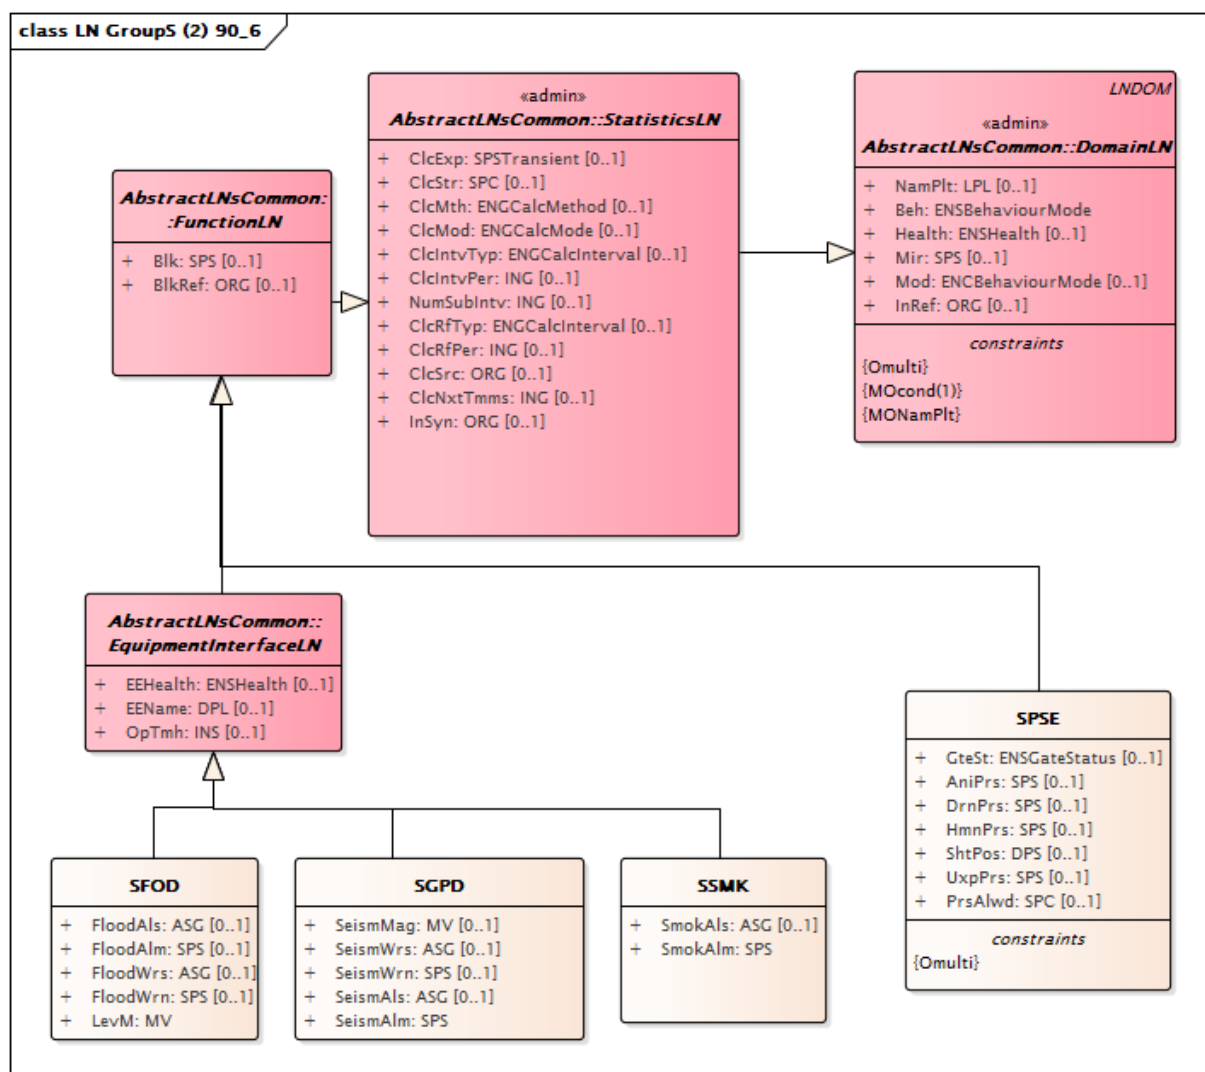 class LN GroupS (2) 90_6
«admin»
AbstractLNsCommon::StatisticsLN
+ ClcExp: SPSTransient [0..1]
+ ClcStr: SPC [0..1]
+ ClcMth: ENGCalcMethod [0..1]
+ ClcMod: ENGCalcMode [0..1]
+ ClcIntvTyp: ENGCalcInterval [0..1]
+ ClcIntvPer: ING [0..1]
+ NumSubIntv: ING [0..1]
+ ClcRfTyp: ENGCalcInterval [0..1]
+ ClcRfPer: ING [0..1]
+ ClcSrc: ORG [0..1]
+ ClcNxtTmms: ING [0..1]
+ InSyn: ORG [0..1]
LNDOM
«admin»
AbstractLNsCommon::DomainLN
+ NamPlt: LPL [0..1]
+ Beh: ENSBehaviourMode
+ Health: ENSHealth [0..1]
+ Mir: SPS [0..1]
+ Mod: ENCBehaviourMode [0..1]
+ InRef: ORG [0..1]
constraints
{Omulti}
{MOcond(1)}
{MONamPlt}
AbstractLNsCommon:
:FunctionLN
+ Blk: SPS [0..1]
+ BlkRef: ORG [0..1]
AbstractLNsCommon::
EquipmentInterfaceLN
+ EEHealth: ENSHealth [0..1]
+ EEName: DPL [0..1]
+ OpTmh: INS [0..1]
SPSE
+ GteSt: ENSGateStatus [0..1]
+ AniPrs: SPS [0..1]
+ DrnPrs: SPS [0..1]
+ HmnPrs: SPS [0..1]
+ ShtPos: DPS [0..1]
+ UxpPrs: SPS [0..1]
+ PrsAlwd: SPC [0..1]
constraints
{Omulti}
SFOD
+ FloodAls: ASG [0..1]
+ FloodAlm: SPS [0..1]
+ FloodWrs: ASG [0..1]
+ FloodWrn: SPS [0..1]
+ LevM: MV
SGPD
+ SeismMag: MV [0..1]
+ SeismWrs: ASG [0..1]
+ SeismWrn: SPS [0..1]
+ SeismAls: ASG [0..1]
+ SeismAlm: SPS
SSMK
+ SmokAls: ASG [0..1]
+ SmokAlm: SPS